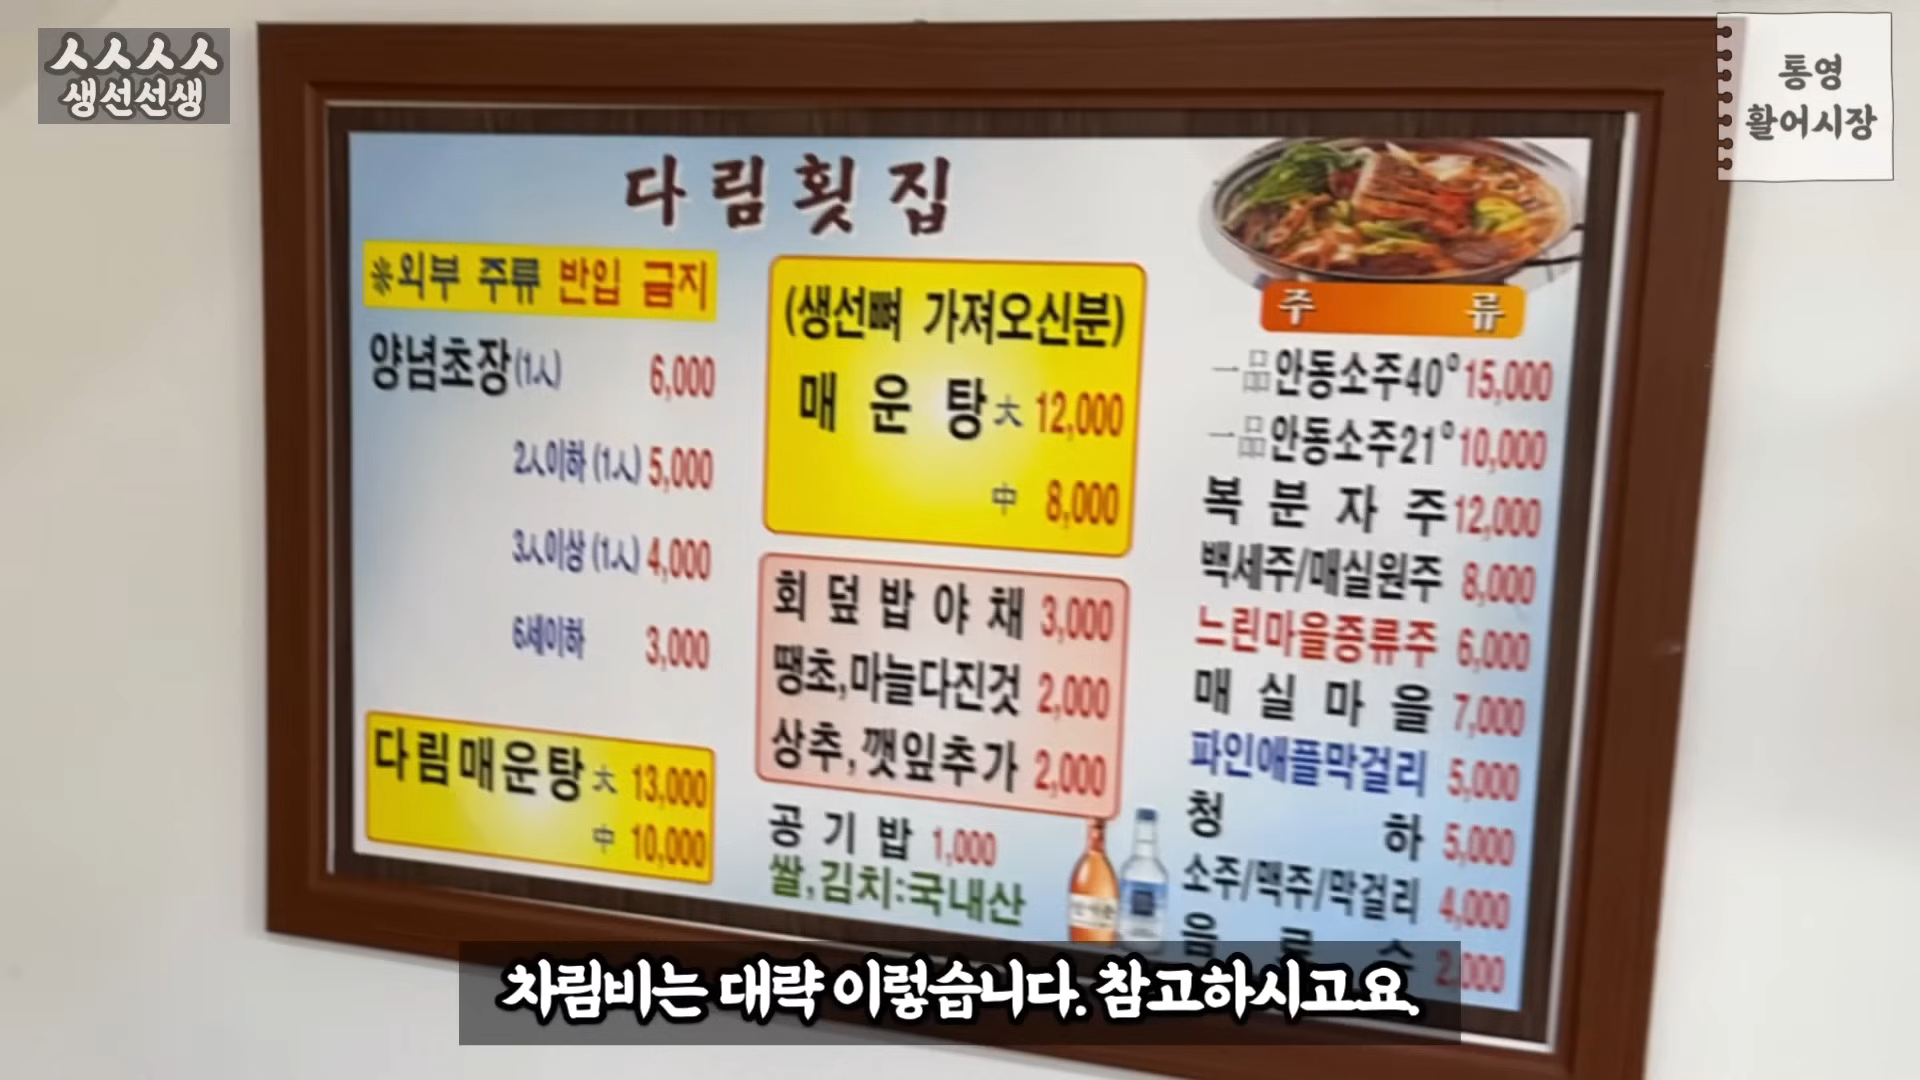 ㅅㅅㅅㅅ
생선선생
통영
활어시장
다림횟집
※외부 주류 반입 금지
양념초장(1人) 6,000
2人이하 (1人) 5,000
3人이상 (1人) 4,000
6세이하 3,000
다림매운탕 大 13,000
中 10,000
(생선뼈 가져오신분)
매운탕 大 12,000
中 8,000
회덮밥야채 3,000
땡초,마늘다진것 2,000
상추,깻잎추가 2,000
공기밥 1,000
쌀,김치:국내산
주류
一品안동소주40° 15,000
一品안동소주21° 10,000
복분자주 12,000
백세주/매실원주 8,000
느린마을증류주 6,000
매실마을 7,000
파인애플막걸리 5,000
청하 5,000
소주/맥주/막걸리 4,000
음료수 2,000
차림비는 대략 이렇습니다. 참고하시고요.